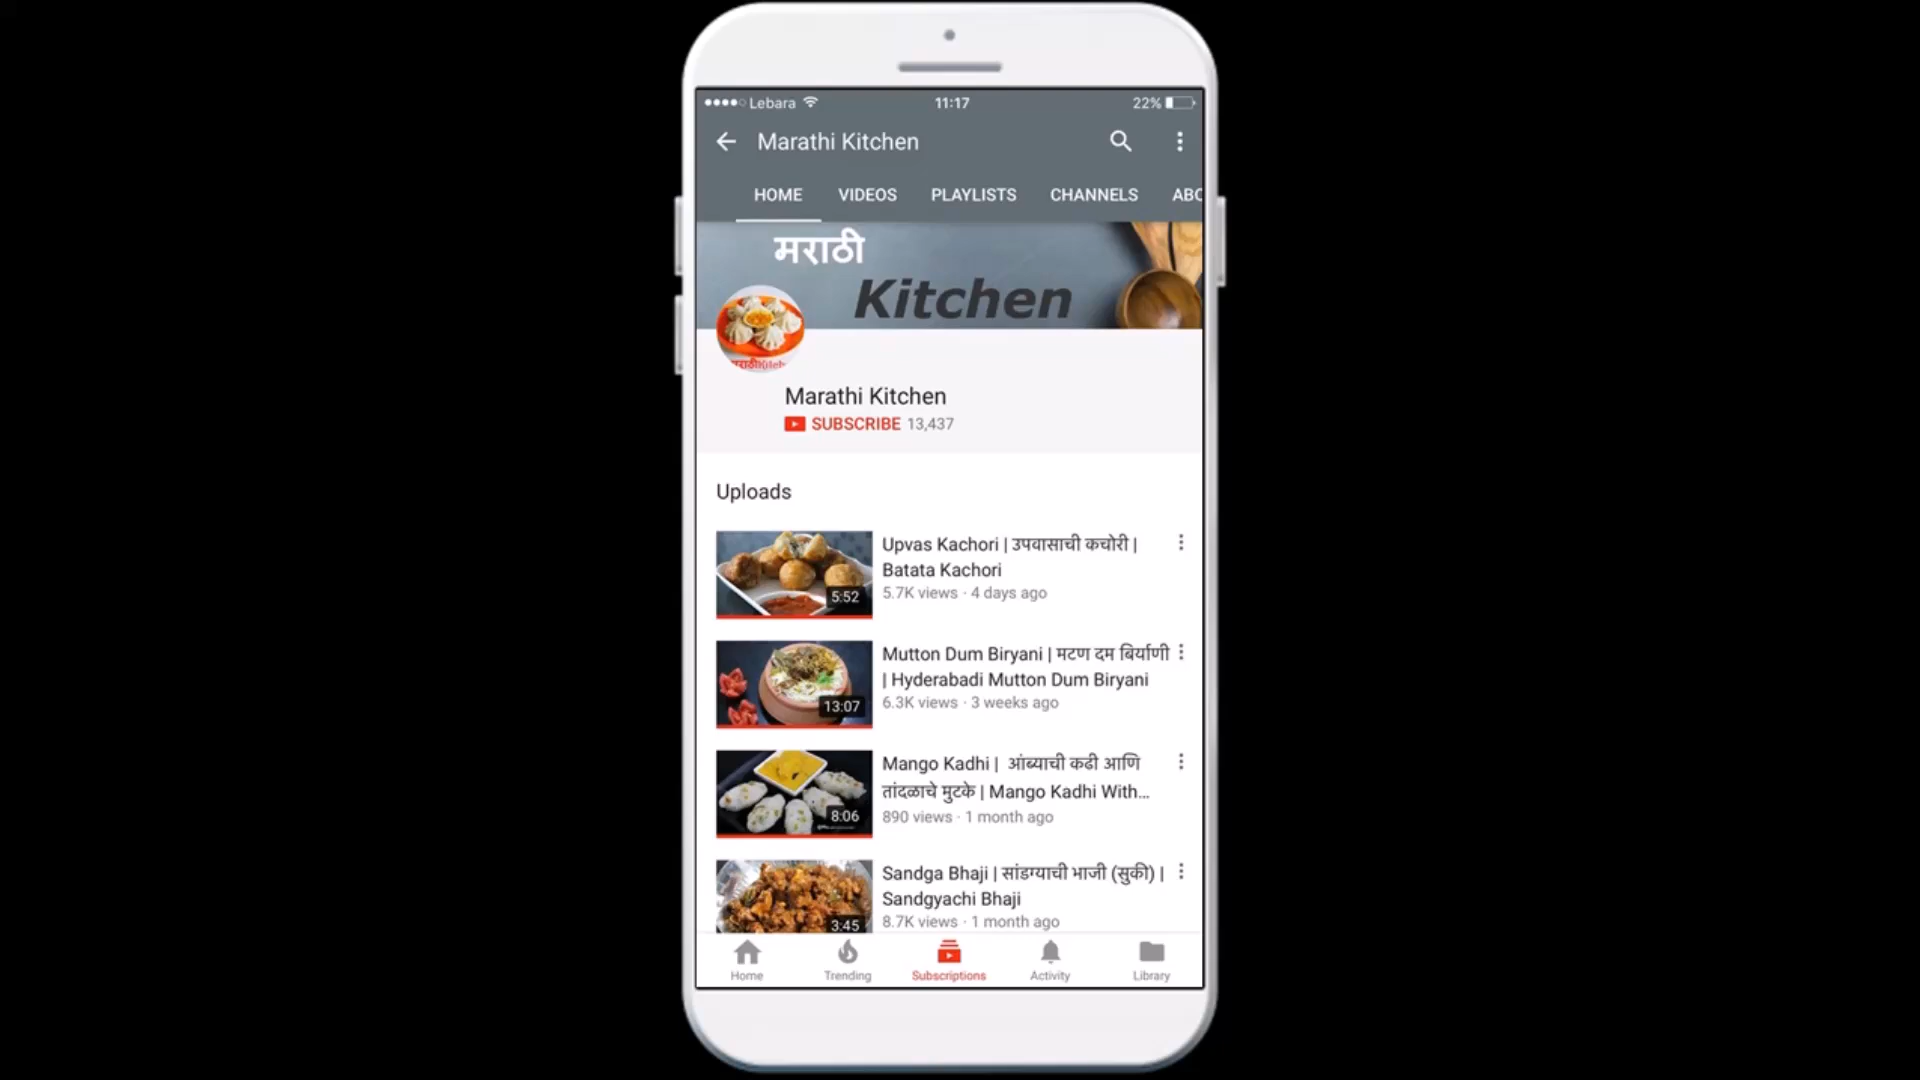 Lebara 11:17 22%
Marathi Kitchen
HOME VIDEOS PLAYLISTS CHANNELS ABC
मराठी
Kitchen
Marathi Kitchen
SUBSCRIBE 13,437
Uploads
Upvas Kachori | उपवासाची कचोरी |
Batata Kachori
5.7K views · 4 days ago
5:52
Mutton Dum Biryani | मटण दम बिर्याणी
| Hyderabadi Mutton Dum Biryani
6.3K views · 3 weeks ago
13:07
Mango Kadhi | आंब्याची कढी आणि
तांदळाचे मुटके | Mango Kadhi With...
890 views · 1 month ago
8:06
Sandga Bhaji | सांडग्याची भाजी (सुकी) |
Sandgyachi Bhaji
8.7K views · 1 month ago
3:45
Home Trending Subscriptions Activity Library